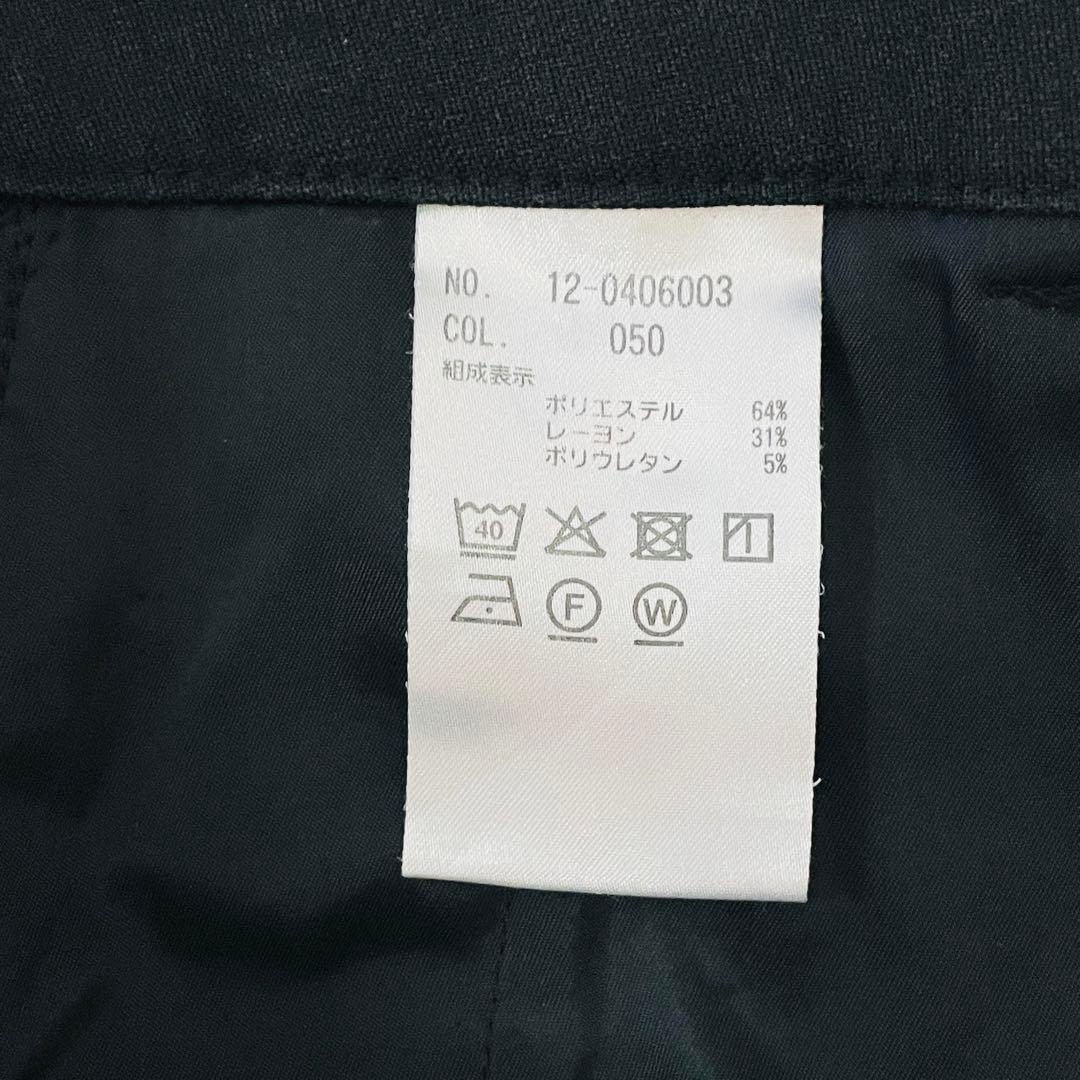 NO. 12-0406003
COL. 050
組成表示
ポリエステル 64%
レーヨン 31%
ポリウレタン 5%
40
F W